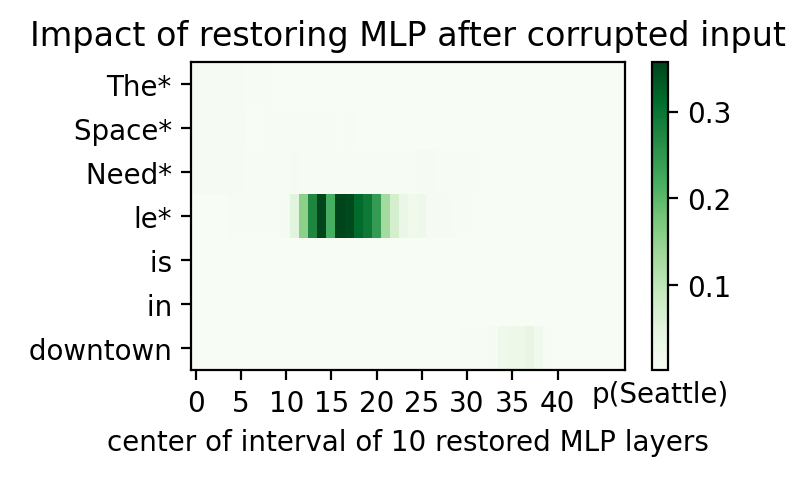 Impact of restoring MLP after corrupted input
The*
Space*
Need*
le*
is
in
downtown
0 5 10 15 20 25 30 35 40
center of interval of 10 restored MLP layers
0.3
0.2
0.1
p(Seattle)